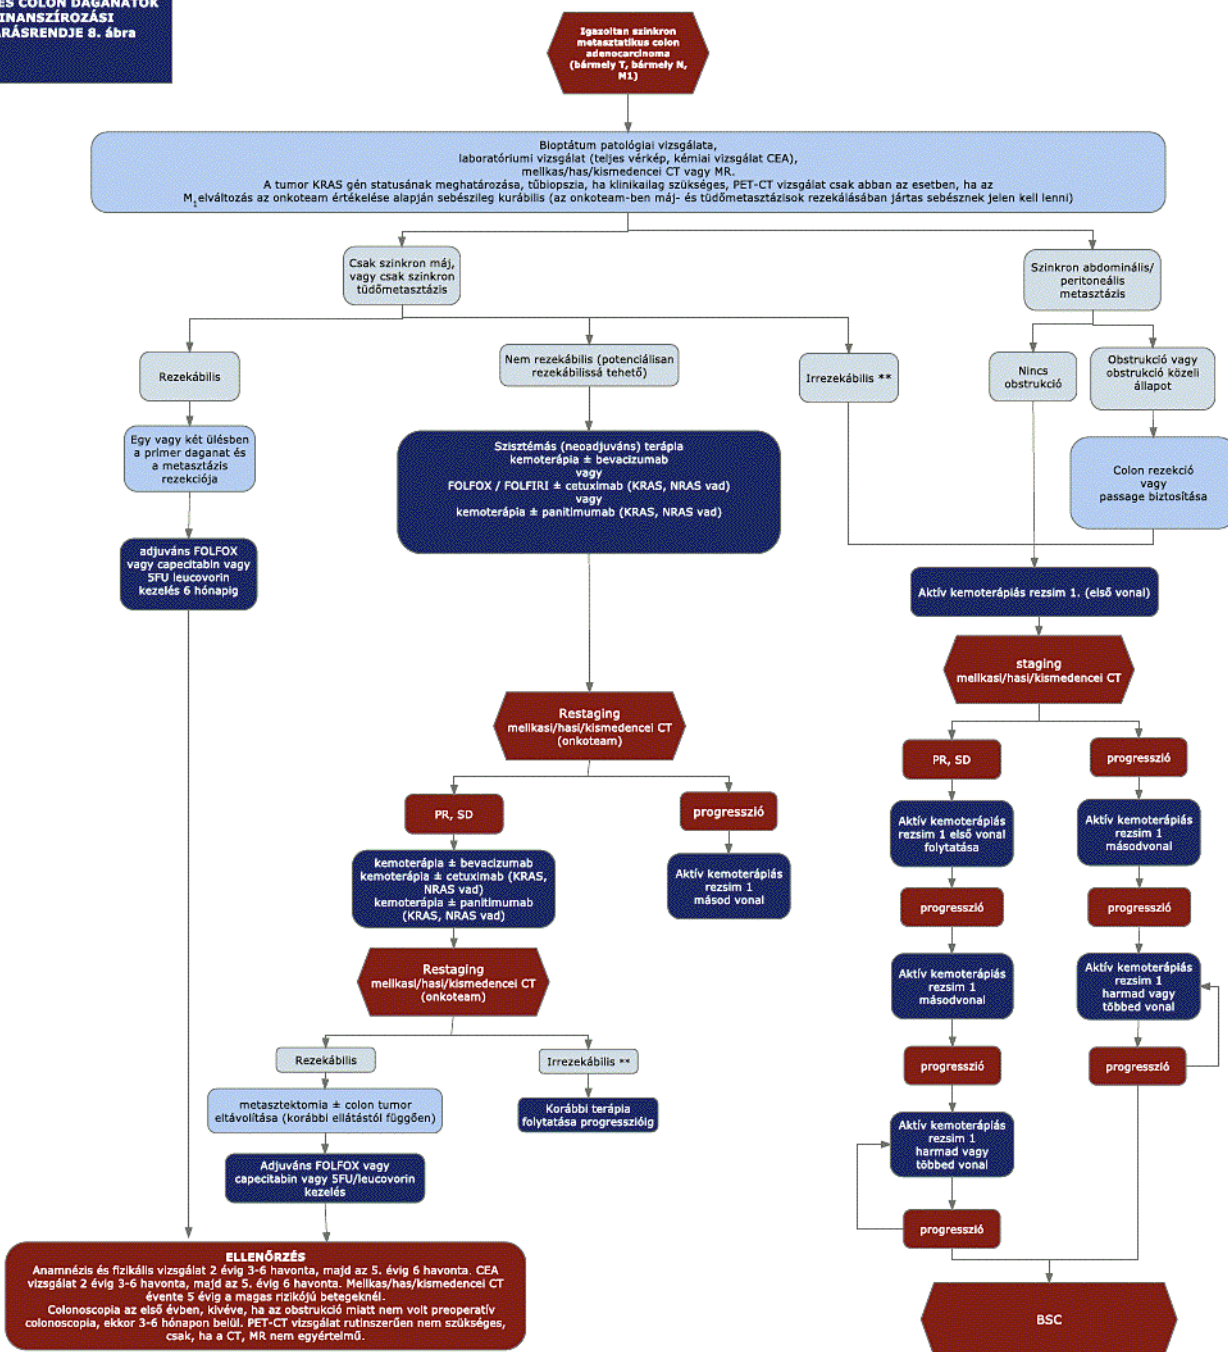 ES COLON DAGANATOK
INANSZÍROZÁSI
ÁRÁSRENDJE 8. ábra
Igazoltan szinkron
metasztatikus colon
adenocarcinoma
(bármely T, bármely N,
M1)
Bioptátum patológiai vizsgálata,
laboratóriumi vizsgálat (teljes vérkép, kémiai vizsgálat CEA),
mellkas/has/kismedencei CT vagy MR.
A tumor KRAS gén statusának meghatározása, tűbiopszia, ha klinikailag szükséges, PET-CT vizsgálat csak abban az esetben, ha az
M1 elváltozás az onkoteam értékelése alapján sebészileg kurábilis (az onkoteam-ben máj- és tüdőmetasztázisok rezekálásában jártas sebésznek jelen kell lenni)
Csak szinkron máj,
vagy csak szinkron
tüdőmetasztázis
Szinkron abdominális/
peritoneális
metasztázis
Rezekábilis
Nem rezekábilis (potenciálisan
rezekábilissá tehető)
Irrezekábilis **
Nincs
obstrukció
Obstrukció vagy
obstrukció közeli
állapot
Egy vagy két ülésben
a primer daganat és
a metasztázis
rezekciója
Szisztémás (neoadjuváns) terápia
kemoterápia ± bevacizumab
vagy
FOLFOX / FOLFIRI ± cetuximab (KRAS, NRAS vad)
vagy
kemoterápia ± panitimumab (KRAS, NRAS vad)
Colon rezekció
vagy
passage biztosítása
adjuváns FOLFOX
vagy capecitabin vagy
5FU leucovorin
kezelés 6 hónapig
Aktív kemoterápiás rezsim 1. (első vonal)
staging
mellkasi/hasi/kismedencei CT
Restaging
mellkasi/hasi/kismedencei CT
(onkoteam)
PR, SD
progresszió
PR, SD
progresszió
Aktív kemoterápiás
rezsim 1 első vonal
folytatása
Aktív kemoterápiás
rezsim 1
másodvonal
kemoterápia ± bevacizumab
kemoterápia ± cetuximab (KRAS,
NRAS vad)
kemoterápia ± panitimumab
(KRAS, NRAS vad)
Aktív kemoterápiás
rezsim 1
másod vonal
progresszió
progresszió
Restaging
mellkasi/hasi/kismedencei CT
(onkoteam)
Aktív kemoterápiás
rezsim 1
másodvonal
Aktív kemoterápiás
rezsim 1
harmad vagy
többed vonal
Rezekábilis
Irrezekábilis **
progresszió
progresszió
metasztektomia ± colon tumor
eltávolítása (korábbi ellátástól függően)
Korábbi terápia
folytatása progresszióig
Aktív kemoterápiás
rezsim 1
harmad vagy
többed vonal
Adjuváns FOLFOX vagy
capecitabin vagy 5FU/leucovorin
kezelés
progresszió
ELLENŐRZÉS
Anamnézis és fizikális vizsgálat 2 évig 3-6 havonta, majd az 5. évig 6 havonta. CEA
vizsgálat 2 évig 3-6 havonta, majd az 5. évig 6 havonta. Mellkas/has/kismedencei CT
évente 5 évig a magas rizikójú betegeknél.
Colonoscopia az első évben, kivéve, ha az obstrukció miatt nem volt preoperatív
colonoscopia, ekkor 3-6 hónapon belül. PET-CT vizsgálat rutinszerűen nem szükséges,
csak, ha a CT, MR nem egyértelmű.
BSC